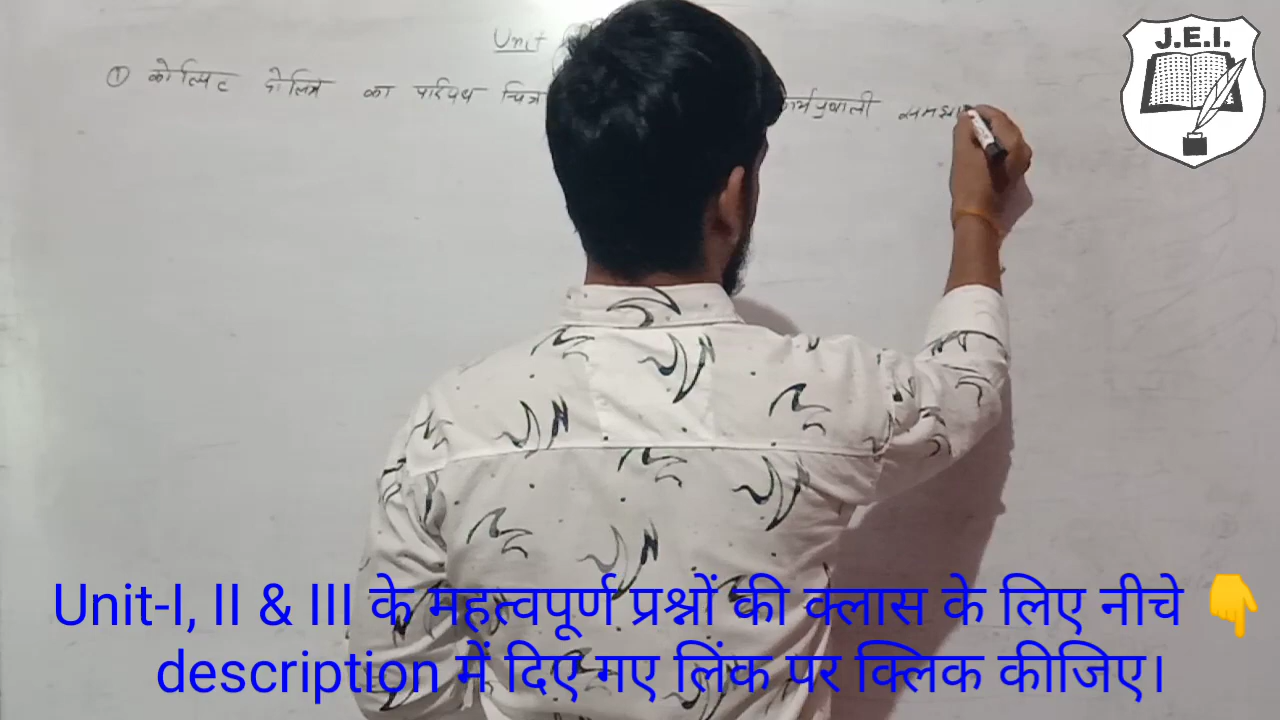 Unit
① कोल्पिट दोलित्र का परिपथ चित्र कार्यप्रणाली समझा
J.E.I.
Unit-I, II & III के महत्वपूर्ण प्रश्नों की क्लास के लिए नीचे 👇
description में दिए गए लिंक पर क्लिक कीजिए।